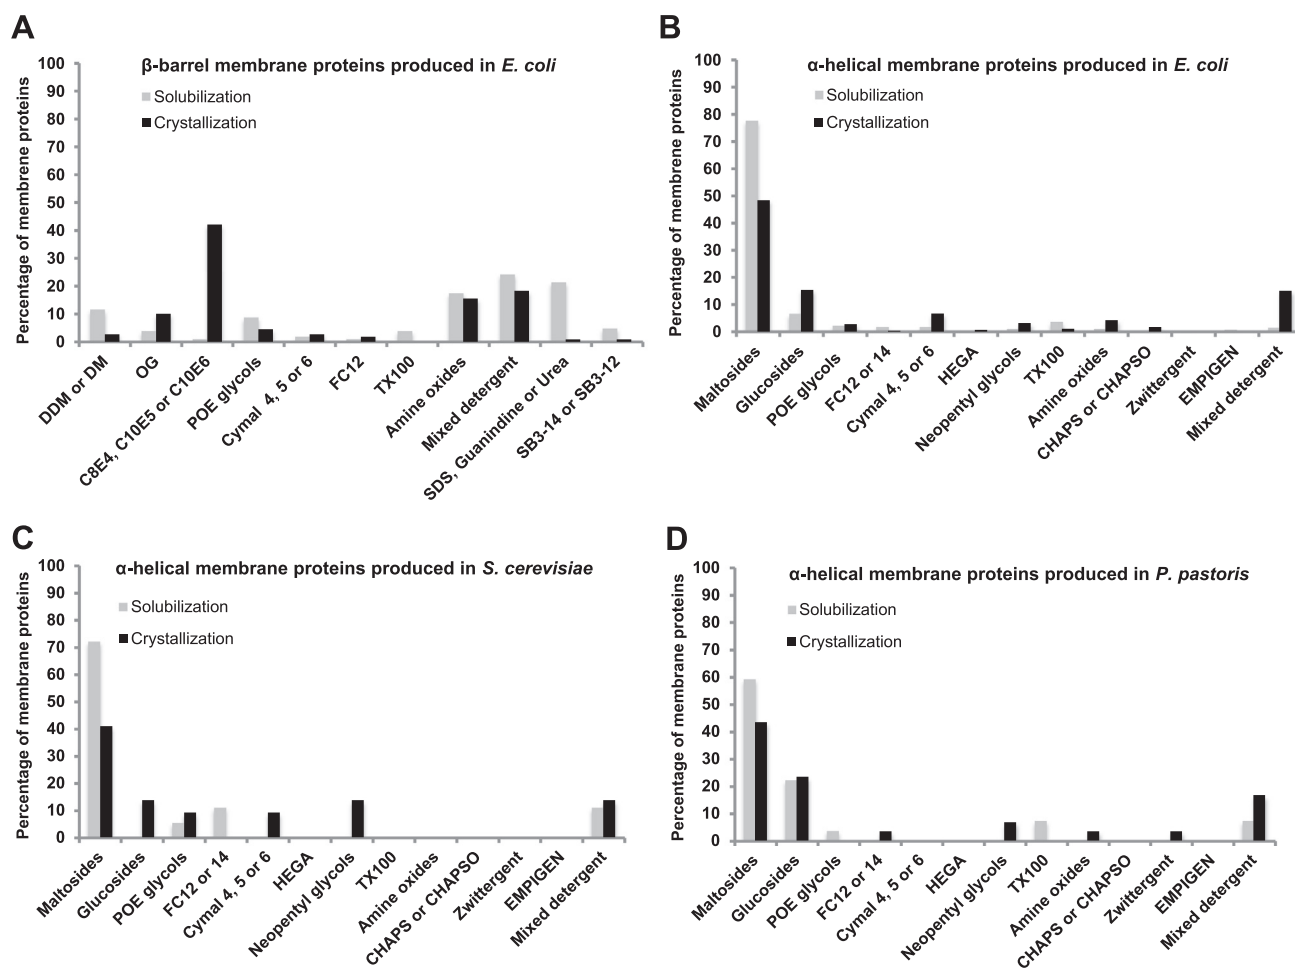 A
β-barrel membrane proteins produced in E. coli
Solubilization
Crystallization
Percentage of membrene proteins
100
90
80
70
60
50
40
30
20
10
0
DDM or DM
OG
C8E4, C10E5 or C10E6
POE glycols
Cymal 4, 5 or 6
FC12
TX100
Amine oxides
Mixed detergent
SDS, Guanindine or Urea
SB3-14 or SB3-12
B
α-helical membrane proteins produced in E. coli
Solubilization
Crystallization
Percentage of membrane proteins
100
90
80
70
60
50
40
30
20
10
0
Maltosides
Glucosides
POE glycols
FC12 or 14
Cymal 4, 5 or 6
HEGA
Neopentyl glycols
TX100
Amine oxides
CHAPS or CHAPSO
Zwittergent
EMPIGEN
Mixed detergent
C
α-helical membrane proteins produced in S. cerevisiae
Solubilization
Crystallization
Percentage of membrane proteins
100
90
80
70
60
50
40
30
20
10
0
Maltosides
Glucosides
POE glycols
FC12 or 14
Cymal 4, 5 or 6
HEGA
Neopentyl glycols
TX100
Amine oxides
CHAPS or CHAPSO
Zwittergent
EMPIGEN
Mixed detergent
D
α-helical membrane proteins produced in P. pastoris
Solubilization
Crystallization
Percentage of membrane proteins
100
90
80
70
60
50
40
30
20
10
0
Maltosides
Glucosides
POE glycols
FC12 or 14
Cymal 4, 5 or 6
HEGA
Neopentyl glycols
TX100
Amine oxides
CHAPS or CHAPSO
Zwittergent
EMPIGEN
Mixed detergent